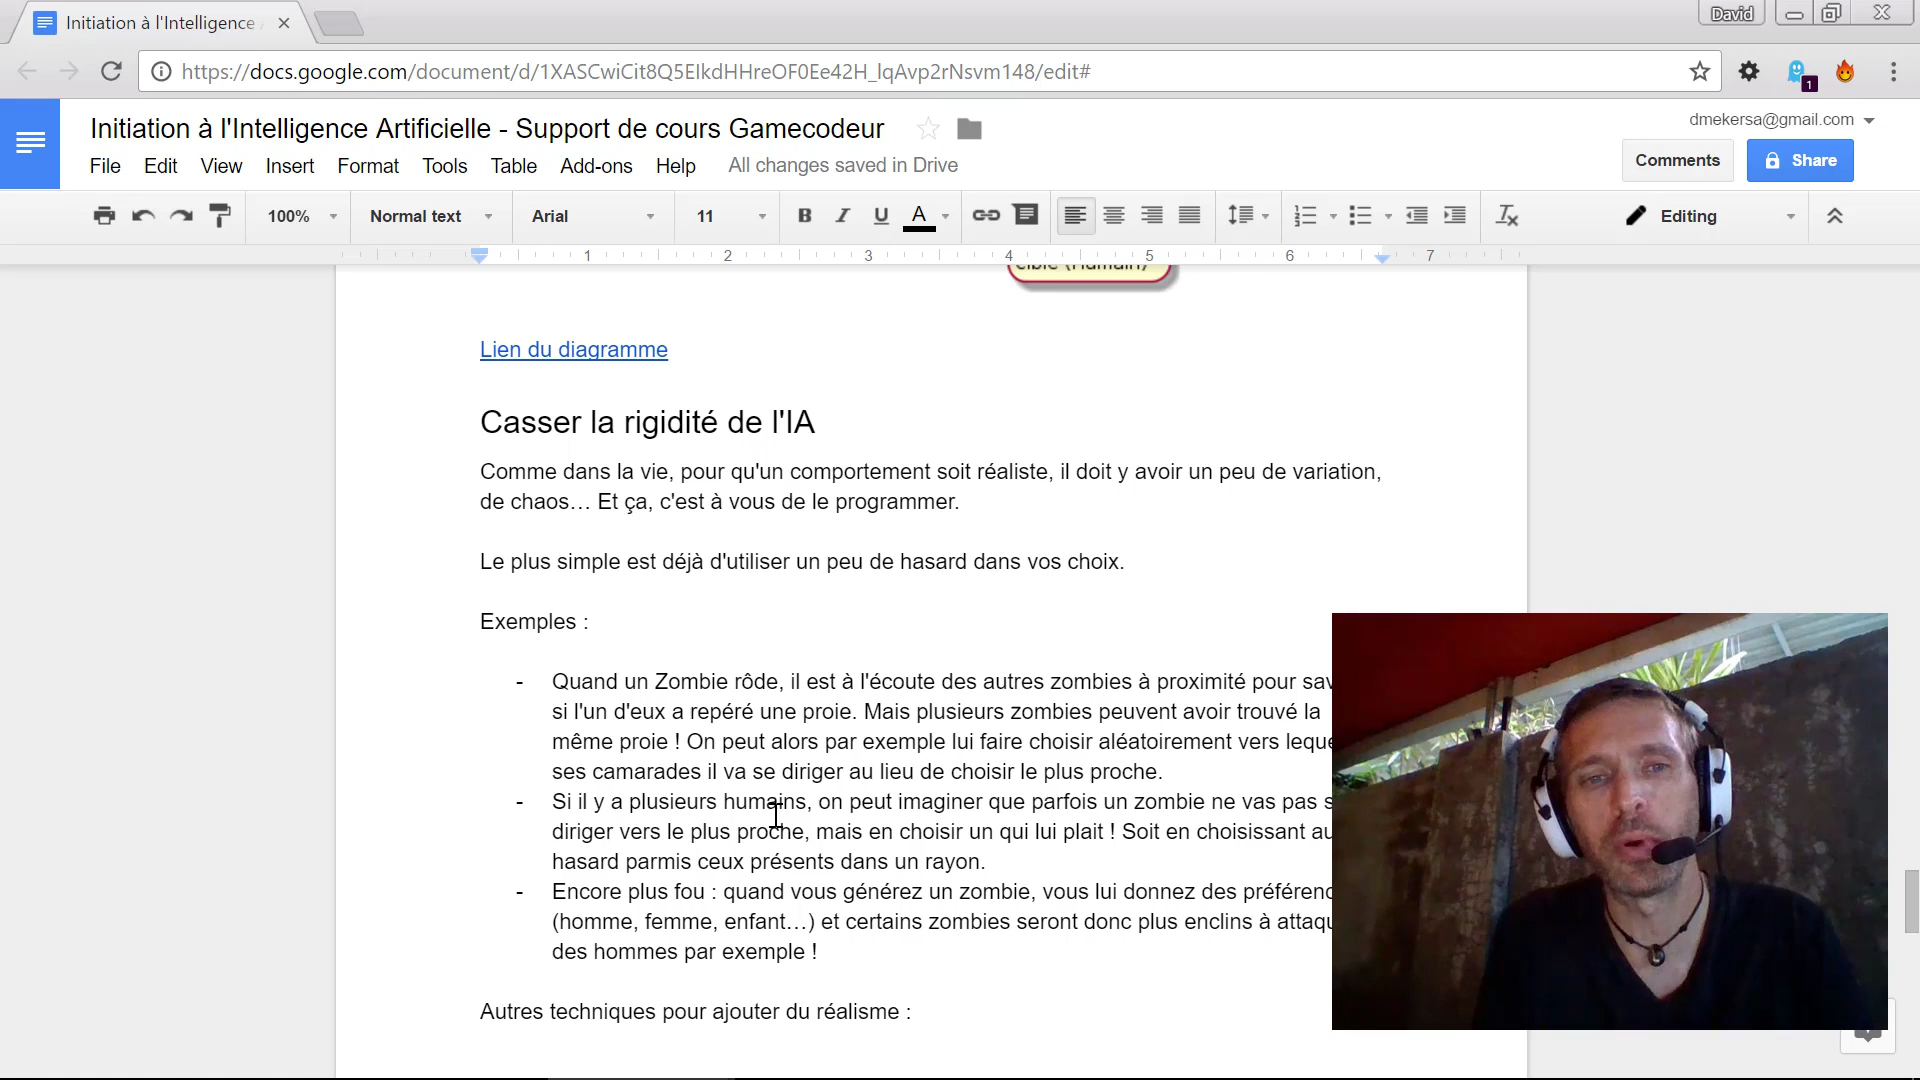 Initiation à l'Intelligence
David
https://docs.google.com/document/d/1XASCwiCit8Q5EIkdHHreOF0Ee42H_lqAvp2rNsvm148/edit#
1
Initiation à l'Intelligence Artificielle - Support de cours Gamecodeur
dmekersa@gmail.com
File Edit View Insert Format Tools Table Add-ons Help All changes saved in Drive
Comments Share
100% Normal text Arial 11 B I U A Editing
1 2 3 4 5 6 7
Lien du diagramme
Casser la rigidité de l'IA
Comme dans la vie, pour qu'un comportement soit réaliste, il doit y avoir un peu de variation,
de chaos… Et ça, c'est à vous de le programmer.
Le plus simple est déjà d'utiliser un peu de hasard dans vos choix.
Exemples :
- Quand un Zombie rôde, il est à l'écoute des autres zombies à proximité pour sav
si l'un d'eux a repéré une proie. Mais plusieurs zombies peuvent avoir trouvé la
même proie ! On peut alors par exemple lui faire choisir aléatoirement vers leque
ses camarades il va se diriger au lieu de choisir le plus proche.
- Si il y a plusieurs humains, on peut imaginer que parfois un zombie ne vas pas s
diriger vers le plus proche, mais en choisir un qui lui plait ! Soit en choisissant au
hasard parmis ceux présents dans un rayon.
- Encore plus fou : quand vous générez un zombie, vous lui donnez des préférenc
(homme, femme, enfant…) et certains zombies seront donc plus enclins à attaqu
des hommes par exemple !
Autres techniques pour ajouter du réalisme :